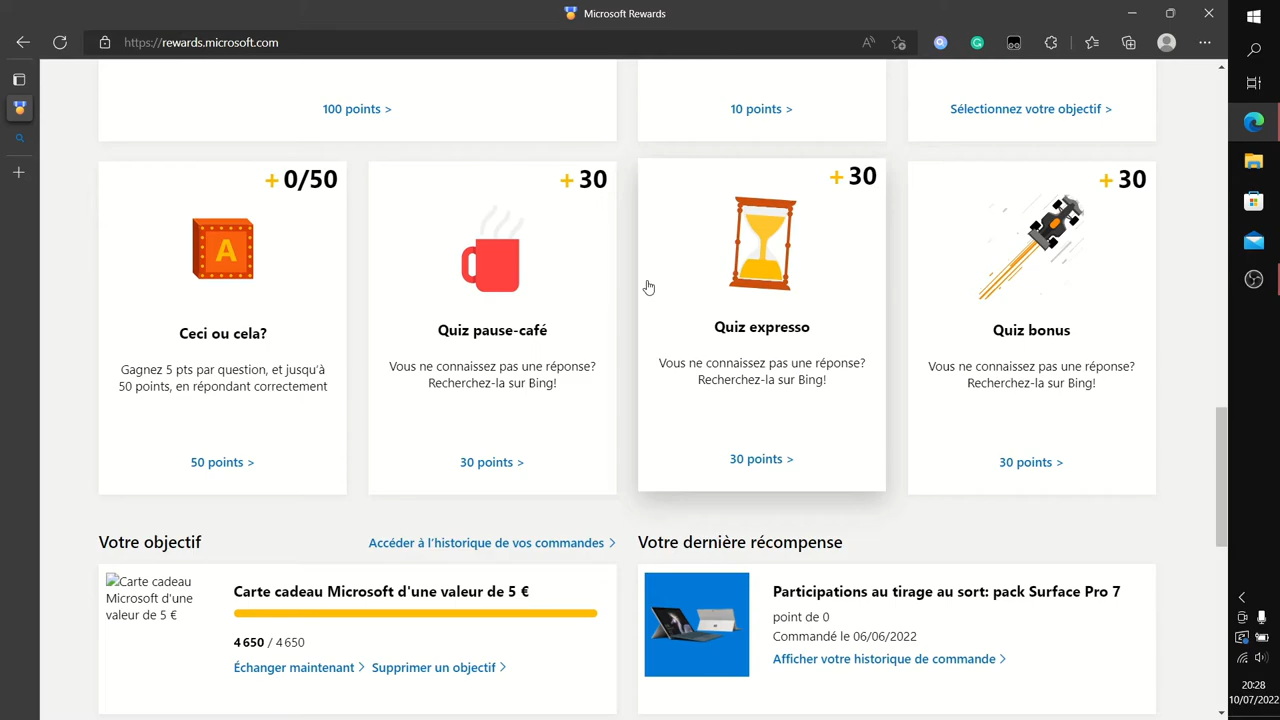 Microsoft Rewards
https://rewards.microsoft.com
100 points >
10 points >
Sélectionnez votre objectif >
+ 0/50
A
Ceci ou cela?
Gagnez 5 pts par question, et jusqu'à
50 points, en répondant correctement
50 points >
+ 30
Quiz pause-café
Vous ne connaissez pas une réponse?
Recherchez-la sur Bing!
30 points >
+ 30
Quiz expresso
Vous ne connaissez pas une réponse?
Recherchez-la sur Bing!
30 points >
+ 30
Quiz bonus
Vous ne connaissez pas une réponse?
Recherchez-la sur Bing!
30 points >
Votre objectif
Accéder à l'historique de vos commandes >
Carte cadeau
Microsoft d'une
valeur de 5 €
Carte cadeau Microsoft d'une valeur de 5 €
4 650 / 4 650
Échanger maintenant > Supprimer un objectif >
Votre dernière récompense
Participations au tirage au sort: pack Surface Pro 7
point de 0
Commandé le 06/06/2022
Afficher votre historique de commande >
20:28
10/07/2022